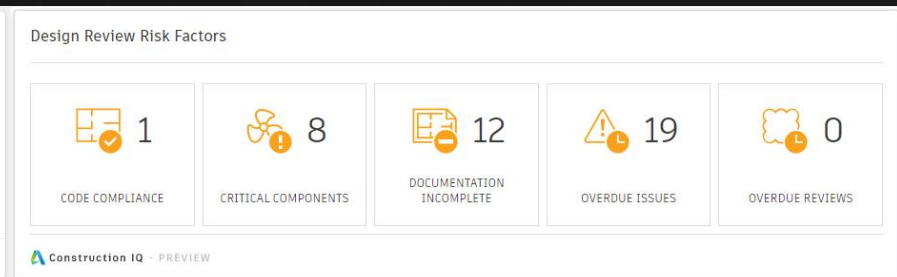 Design Review Risk Factors
1
CODE COMPLIANCE
8
CRITICAL COMPONENTS
12
DOCUMENTATION
INCOMPLETE
19
OVERDUE ISSUES
0
OVERDUE REVIEWS
Construction IQ - PREVIEW